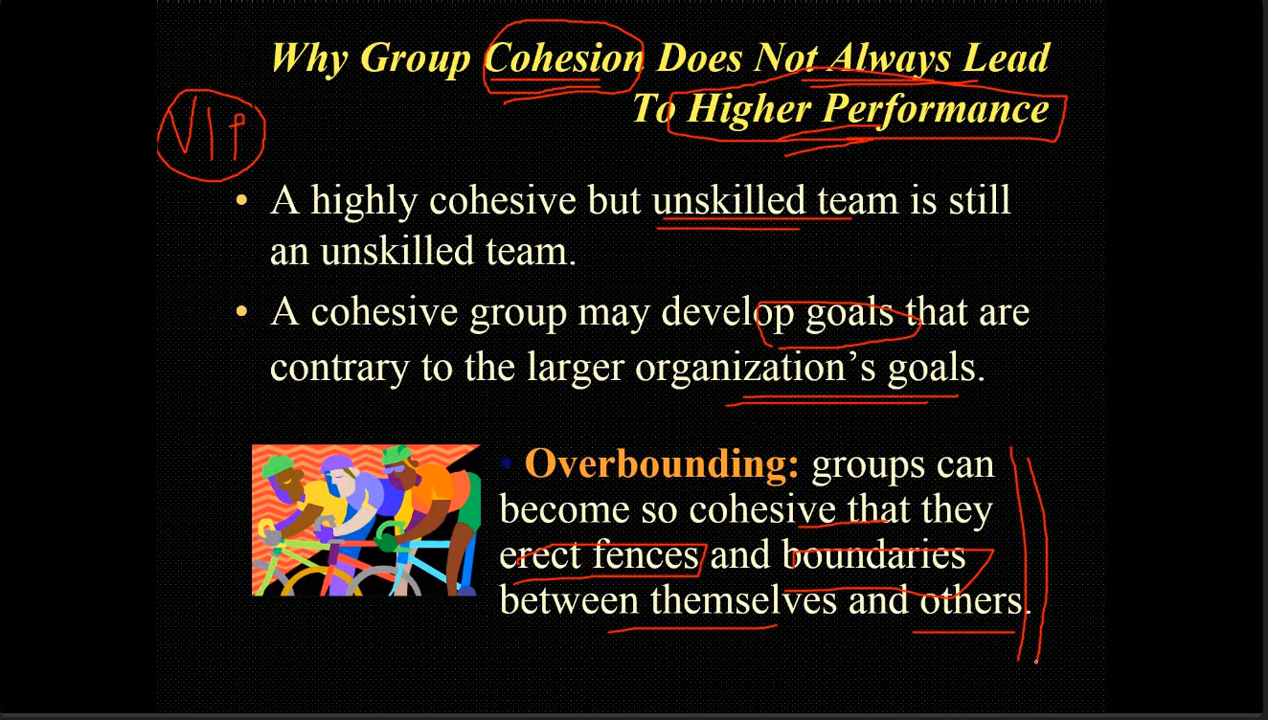 Why Group Cohesion Does Not Always Lead
To Higher Performance
VIP
• A highly cohesive but unskilled team is still
an unskilled team.
• A cohesive group may develop goals that are
contrary to the larger organization’s goals.
• Overbounding: groups can
become so cohesive that they
erect fences and boundaries
between themselves and others.